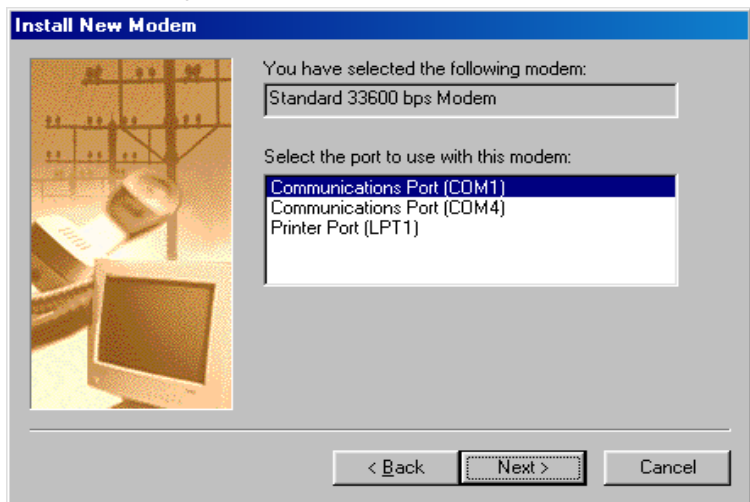 Install New Modem
You have selected the following modem:
Standard 33600 bps Modem
Select the port to use with this modem:
Communications Port (COM1)
Communications Port (COM4)
Printer Port (LPT1)
< Back Next > Cancel